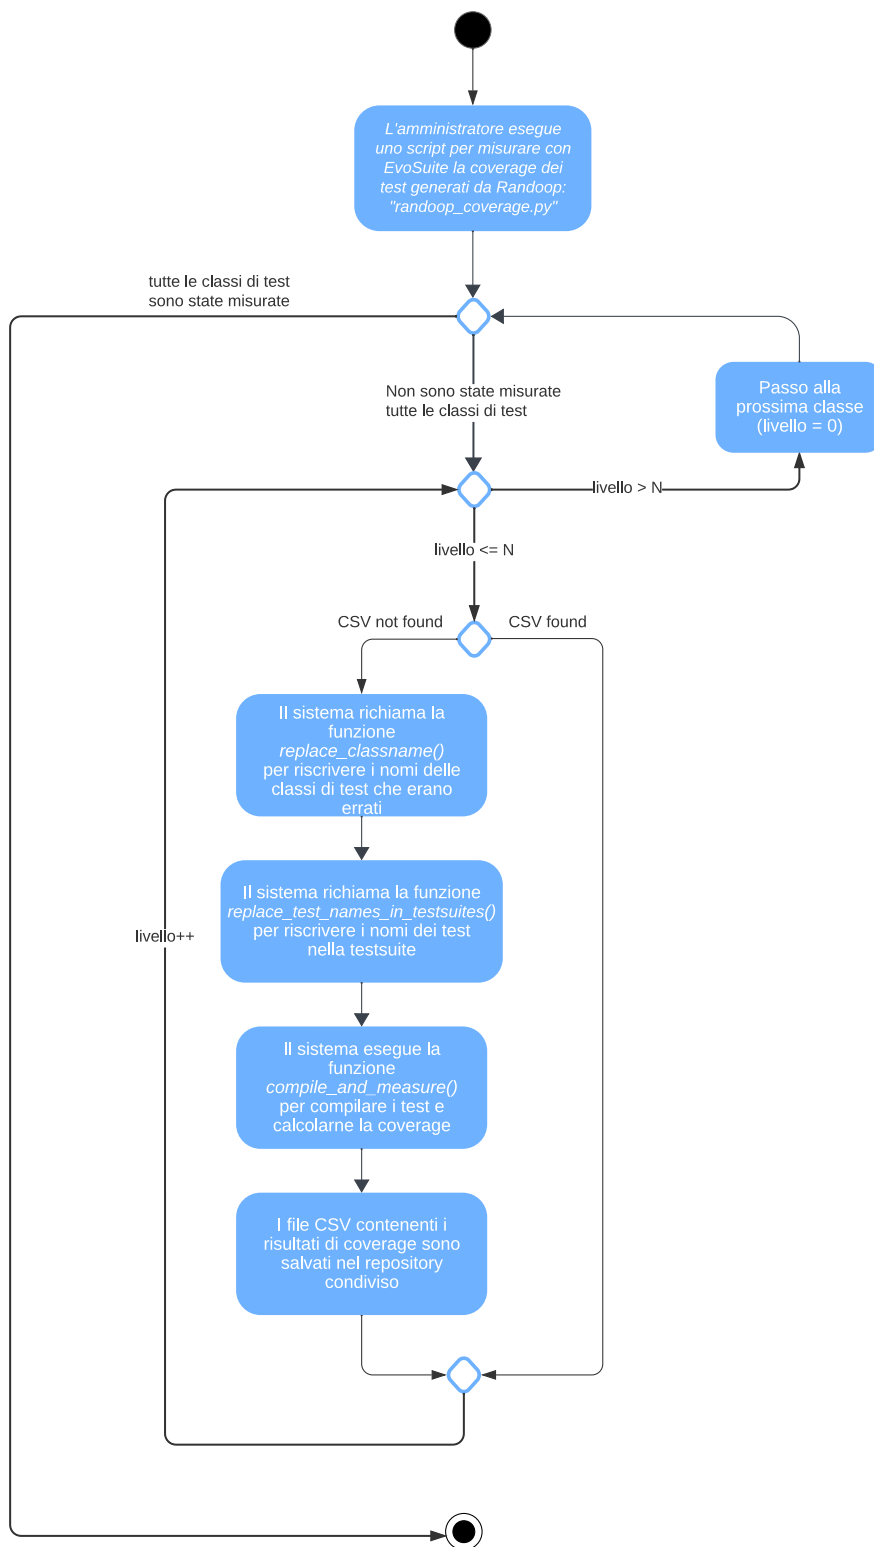 L'amministratore esegue
uno script per misurare con
EvoSuite la coverage dei
test generati da Randoop:
"randoop_coverage.py"
tutte le classi di test
sono state misurate
Non sono state misurate
tutte le classi di test
Passo alla
prossima classe
(livello = 0)
livello > N
livello <= N
CSV not found
CSV found
Il sistema richiama la
funzione
replace_classname()
per riscrivere i nomi delle
classi di test che erano
errati
Il sistema richiama la funzione
replace_test_names_in_testsuites()
per riscrivere i nomi dei test
nella testsuite
livello++
Il sistema esegue la
funzione
compile_and_measure()
per compilare i test e
calcolarne la coverage
I file CSV contenenti i
risultati di coverage sono
salvati nel repository
condiviso